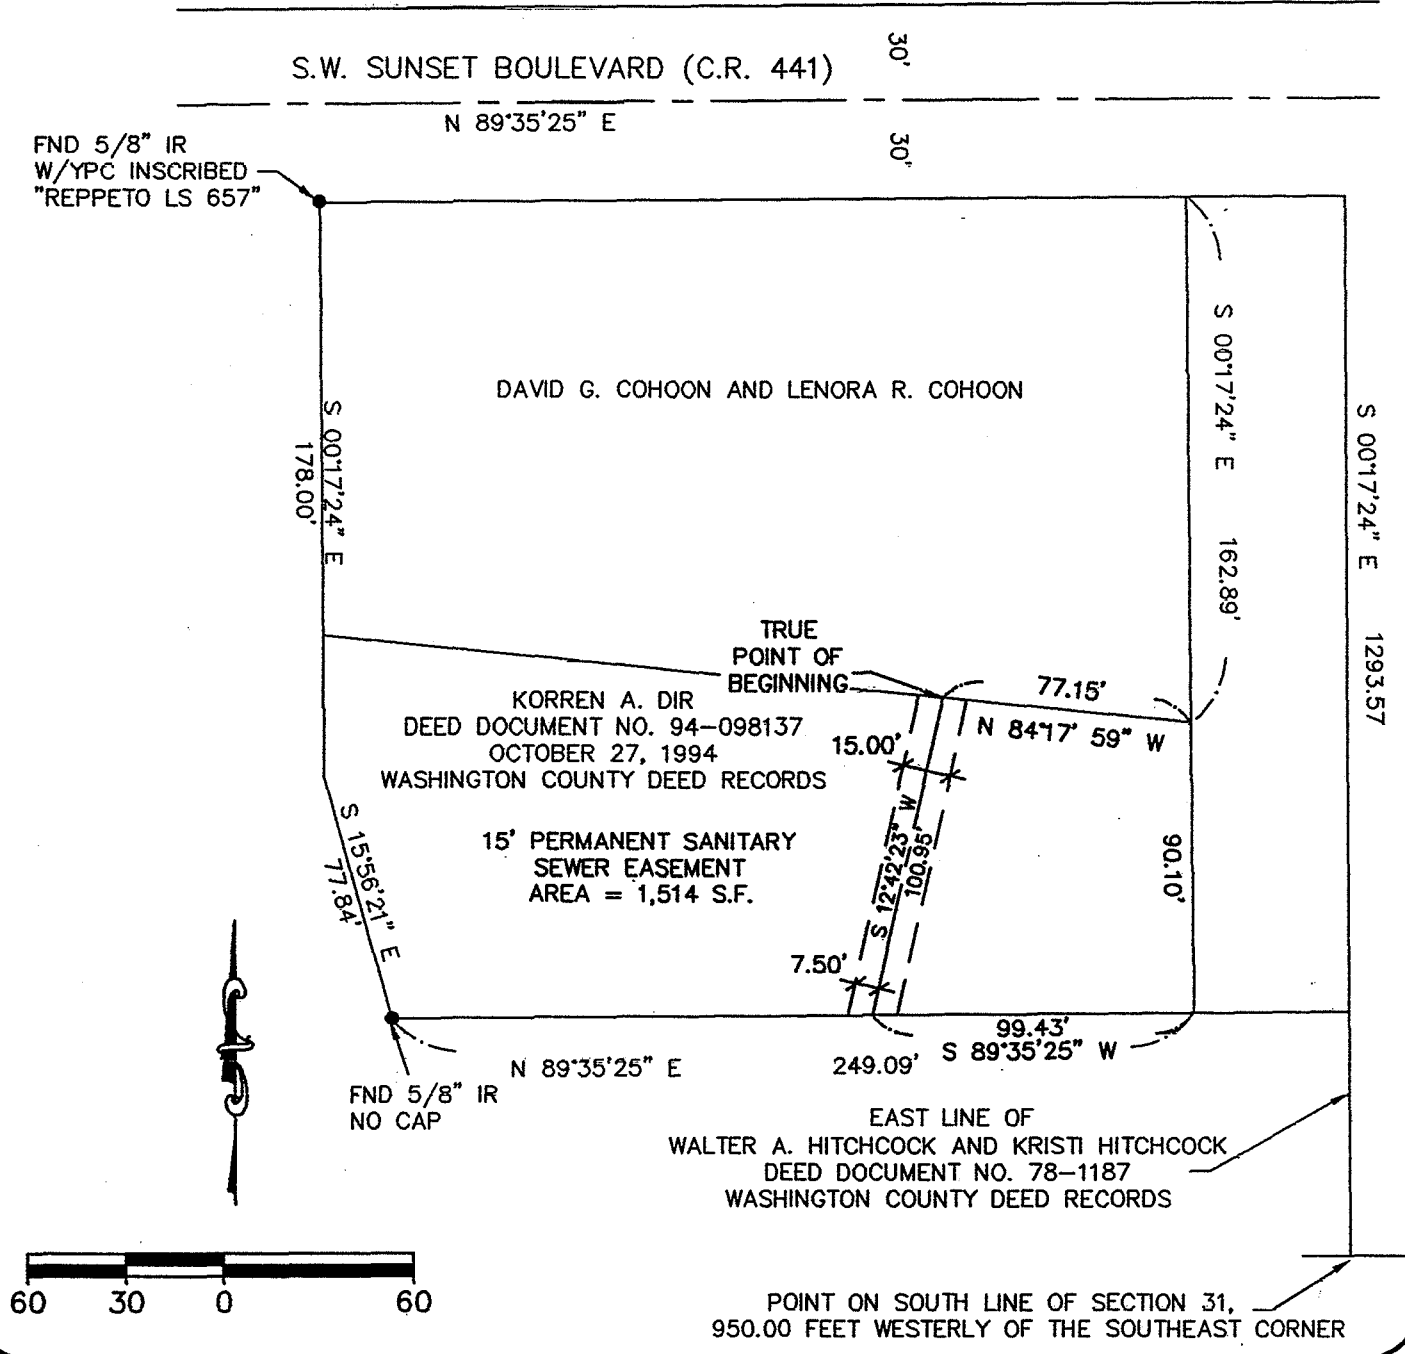 S.W. SUNSET BOULEVARD (C.R. 441)
30'
N 89°35'25" E
30'
FND 5/8" IR
W/YPC INSCRIBED
"REPPETO LS 657"
S 00°17'24" E
178.00'
DAVID G. COHOON AND LENORA R. COHOON
S 00°17'24" E 162.89'
S 00°17'24" E 1293.57
TRUE
POINT OF
BEGINNING
77.15'
N 84°17' 59" W
KORREN A. DIR
DEED DOCUMENT NO. 94-098137
OCTOBER 27, 1994
WASHINGTON COUNTY DEED RECORDS
15.00'
15' PERMANENT SANITARY
SEWER EASEMENT
AREA = 1,514 S.F.
S 12°42'23" W
100.95'
90.10'
S 15°56'21" E
77.84'
7.50'
99.43'
S 89°35'25" W
N 89°35'25" E
249.09'
FND 5/8" IR
NO CAP
EAST LINE OF
WALTER A. HITCHCOCK AND KRISTI HITCHCOCK
DEED DOCUMENT NO. 78-1187
WASHINGTON COUNTY DEED RECORDS
60 30 0 60
POINT ON SOUTH LINE OF SECTION 31,
950.00 FEET WESTERLY OF THE SOUTHEAST CORNER